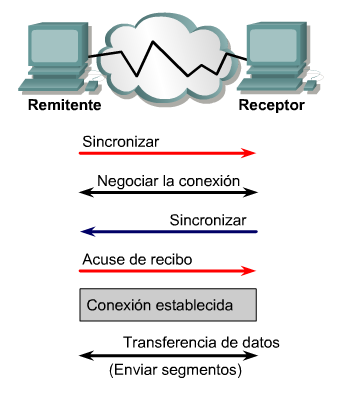 Remitente
Receptor
Sincronizar
Negociar la conexión
Sincronizar
Acuse de recibo
Conexión establecida
Transferencia de datos
(Enviar segmentos)